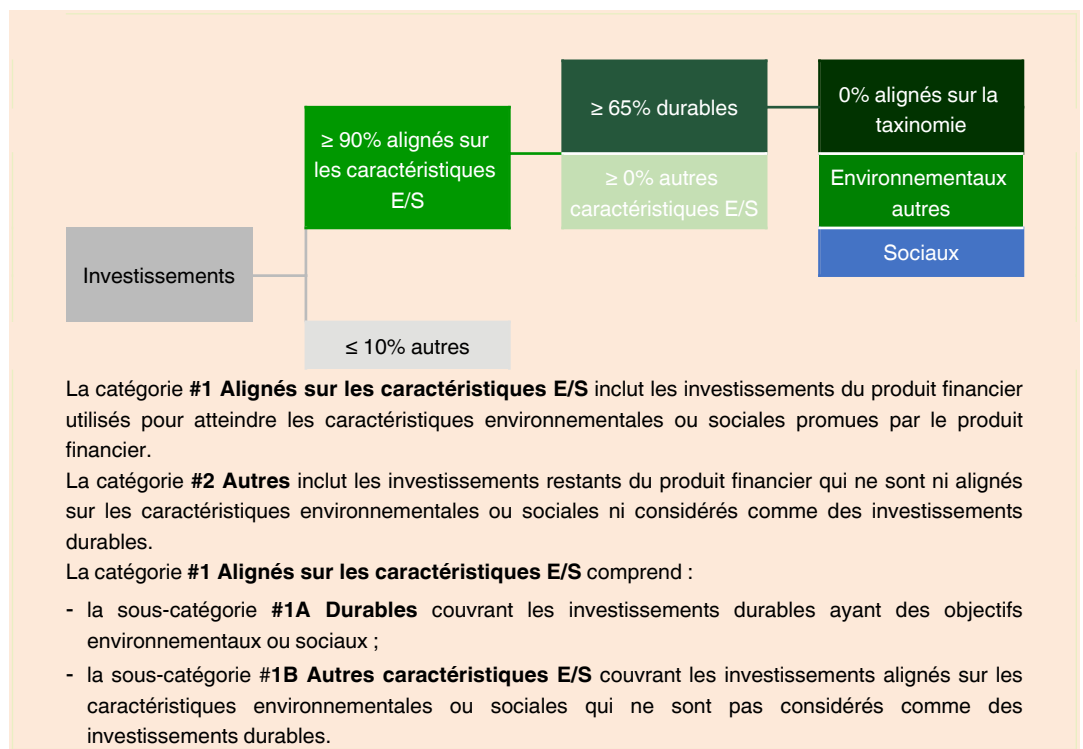 ≥ 90% alignés sur
les caractéristiques
E/S
≥ 65% durables
≥ 0% autres
caractéristiques E/S
0% alignés sur la
taxinomie
Environnementaux
autres
Sociaux
Investissements
≤ 10% autres
La catégorie #1 Alignés sur les caractéristiques E/S inclut les investissements du produit financier
utilisés pour atteindre les caractéristiques environnementales ou sociales promues par le produit
financier.
La catégorie #2 Autres inclut les investissements restants du produit financier qui ne sont ni alignés
sur les caractéristiques environnementales ou sociales ni considérés comme des investissements
durables.
La catégorie #1 Alignés sur les caractéristiques E/S comprend :
- la sous-catégorie #1A Durables couvrant les investissements durables ayant des objectifs
environnementaux ou sociaux ;
- la sous-catégorie #1B Autres caractéristiques E/S couvrant les investissements alignés sur les
caractéristiques environnementales ou sociales qui ne sont pas considérés comme des
investissements durables.